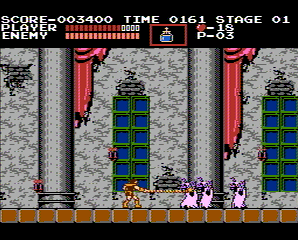 SCORE-003400 TIME 0161 STAGE 01
PLAYER -18
ENEMY P-03